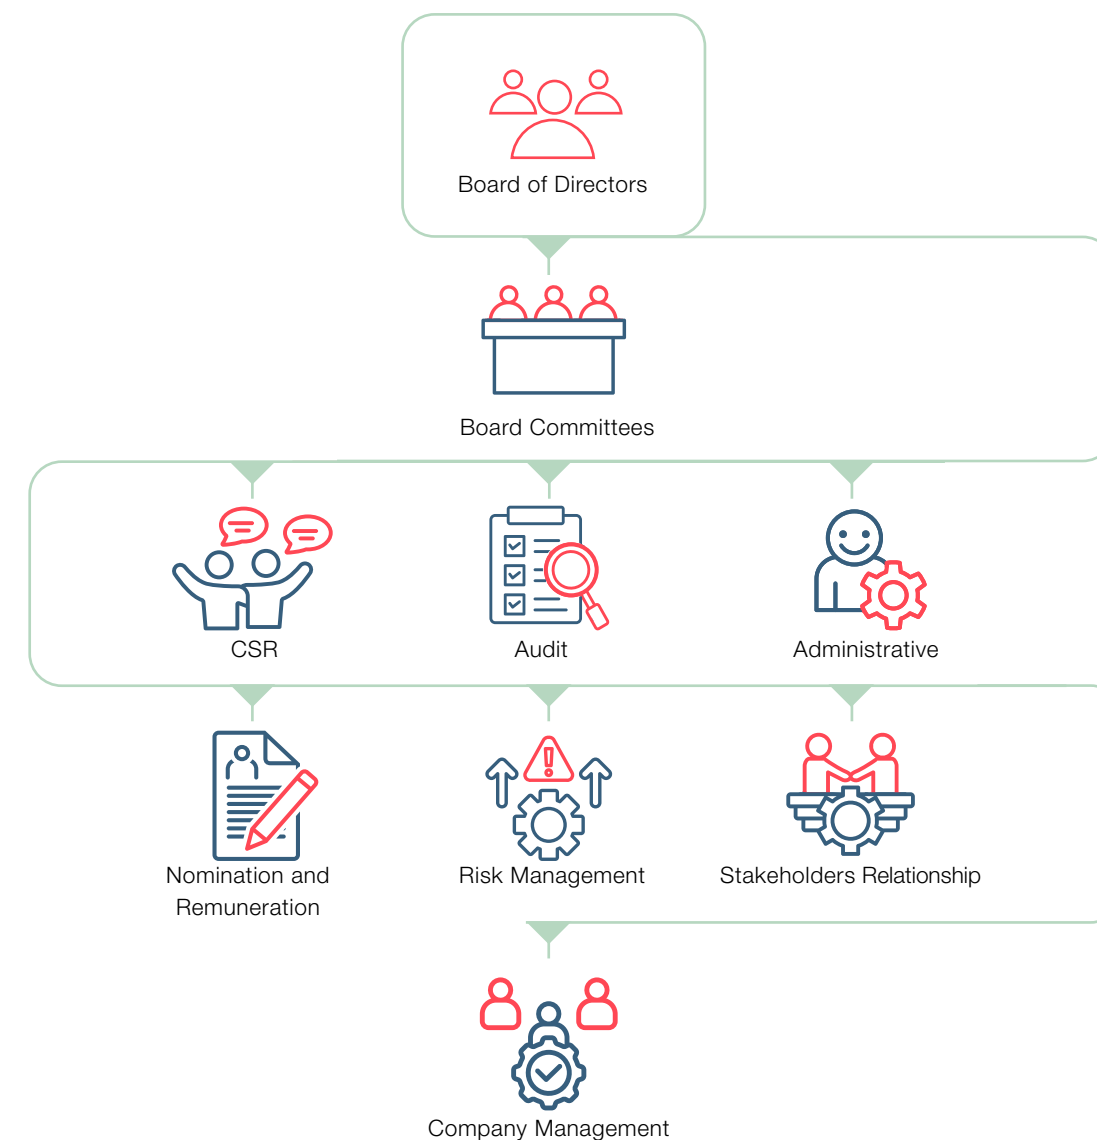 Board of Directors
Board Committees
CSR
Audit
Administrative
Nomination and
Remuneration
Risk Management
Stakeholders Relationship
Company Management